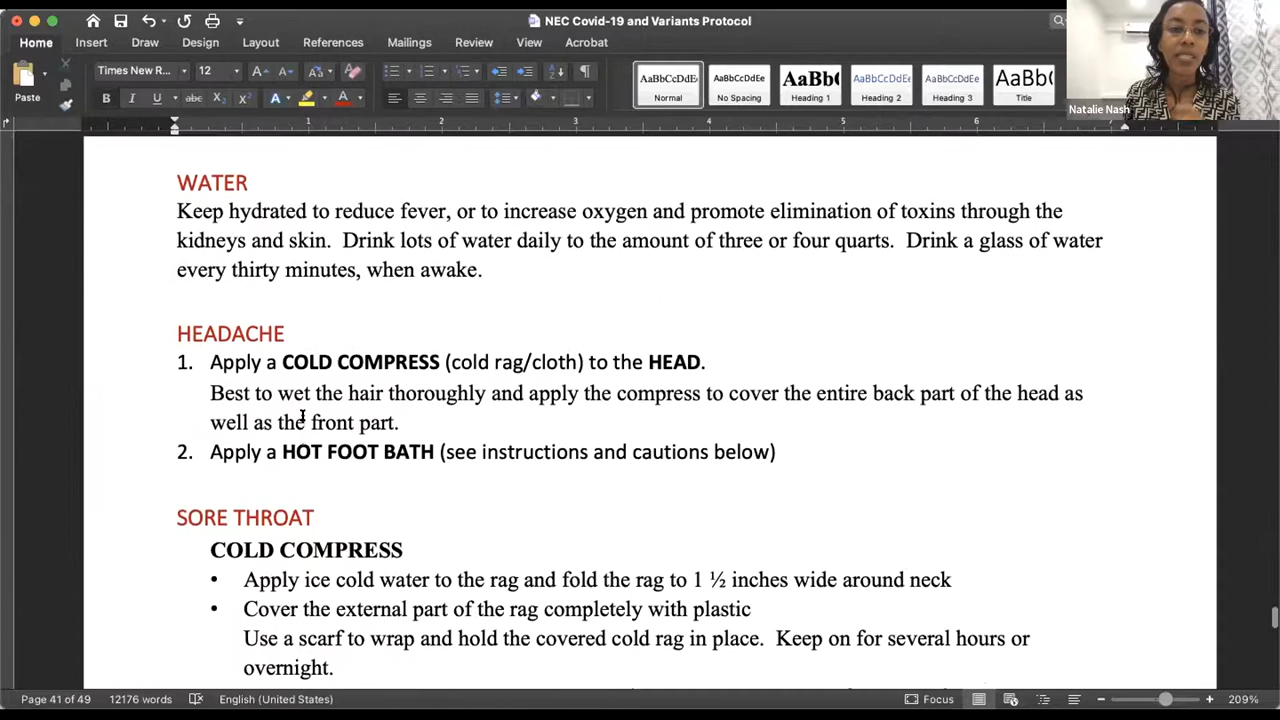 NEC Covid-19 and Variants Protocol
Home Insert Draw Design Layout References Mailings Review View Acrobat
Paste
Times New R... 12
AaBbCcDdEe AaBbCcDdEe AaBbC AaBbCcDdEe AaBbCcDdEe AaBb(
Normal No Spacing Heading 1 Heading 2 Heading 3 Title
Natalie Nash
1 2 3 4 5 6
WATER
Keep hydrated to reduce fever, or to increase oxygen and promote elimination of toxins through the
kidneys and skin. Drink lots of water daily to the amount of three or four quarts. Drink a glass of water
every thirty minutes, when awake.
HEADACHE
1. Apply a COLD COMPRESS (cold rag/cloth) to the HEAD.
Best to wet the hair thoroughly and apply the compress to cover the entire back part of the head as
well as the front part.
2. Apply a HOT FOOT BATH (see instructions and cautions below)
SORE THROAT
COLD COMPRESS
• Apply ice cold water to the rag and fold the rag to 1 ½ inches wide around neck
• Cover the external part of the rag completely with plastic
Use a scarf to wrap and hold the covered cold rag in place. Keep on for several hours or
overnight.
Page 41 of 49 12176 words English (United States) Focus 209%